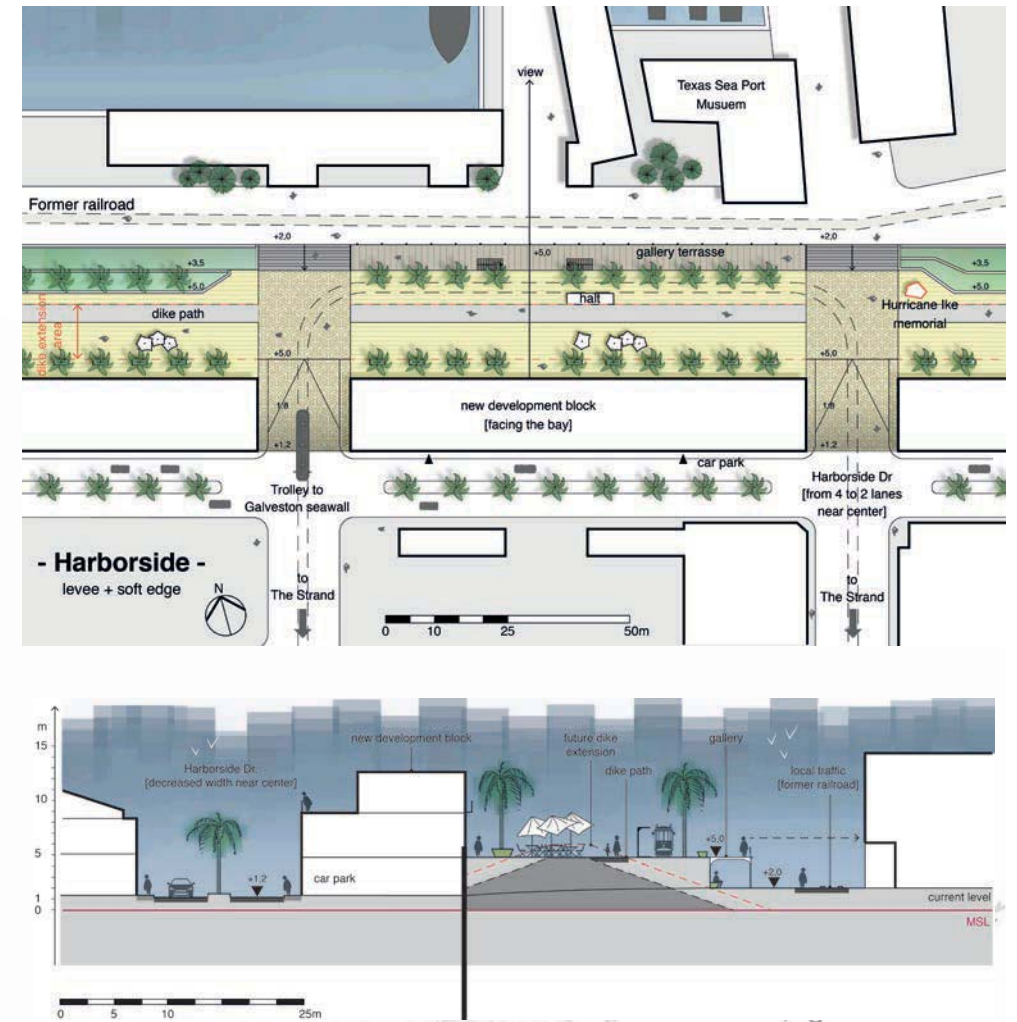 view
Texas Sea Port
Musuem
Former railroad
+2,0
+5,0
gallery terrasse
+2,0
+3,5
+5,0
+3,5
+5,0
halt
Hurricane Ike
memorial
dike path
dike extension
area
+5,0
+5,0
new development block
[facing the bay]
1:8
1:8
+1.2
+1.2
car park
Trolley to
Galveston seawall
Harborside Dr
[from 4 to 2 lanes
near center]
- Harborside -
levee + soft edge
N
to
The Strand
to
The Strand
0 10 25 50m
m
15
10
5
1
0
new development block
future dike
extension
gallery
Harborside Dr.
[decreased width near center]
dike path
local traffic
[former railroad]
+5,0
car park
+1,2
+2,0
current level
MSL
0 5 10 25m